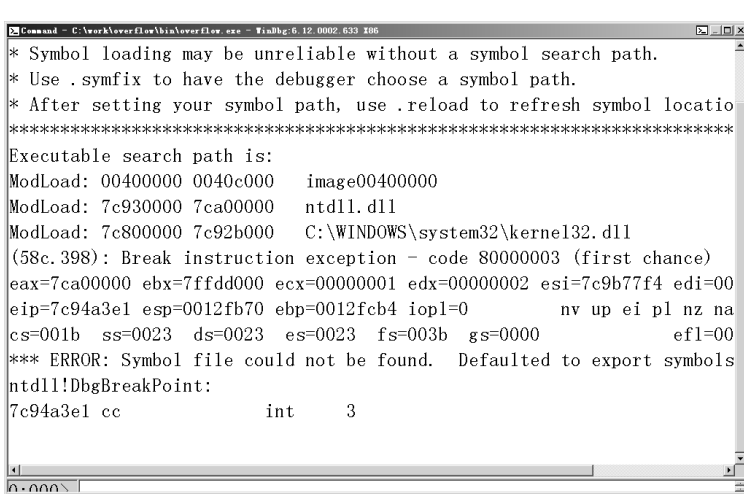 Command - C:\work\overflow\bin\overflow.exe - WinDbg:6.12.0002.633 X86
* Symbol loading may be unreliable without a symbol search path.
* Use .symfix to have the debugger choose a symbol path.
* After setting your symbol path, use .reload to refresh symbol locatio
*************************************************************************
Executable search path is:
ModLoad: 00400000 0040c000   image00400000
ModLoad: 7c930000 7ca00000   ntdll.dll
ModLoad: 7c800000 7c92b000   C:\WINDOWS\system32\kernel32.dll
(58c.398): Break instruction exception - code 80000003 (first chance)
eax=7ca00000 ebx=7ffdd000 ecx=00000001 edx=00000002 esi=7c9b77f4 edi=00
eip=7c94a3e1 esp=0012fb70 ebp=0012fcb4 iopl=0         nv up ei pl nz na
cs=001b  ss=0023  ds=0023  es=0023  fs=003b  gs=0000             efl=00
*** ERROR: Symbol file could not be found.  Defaulted to export symbols
ntdll!DbgBreakPoint:
7c94a3e1 cc              int     3
0:000>